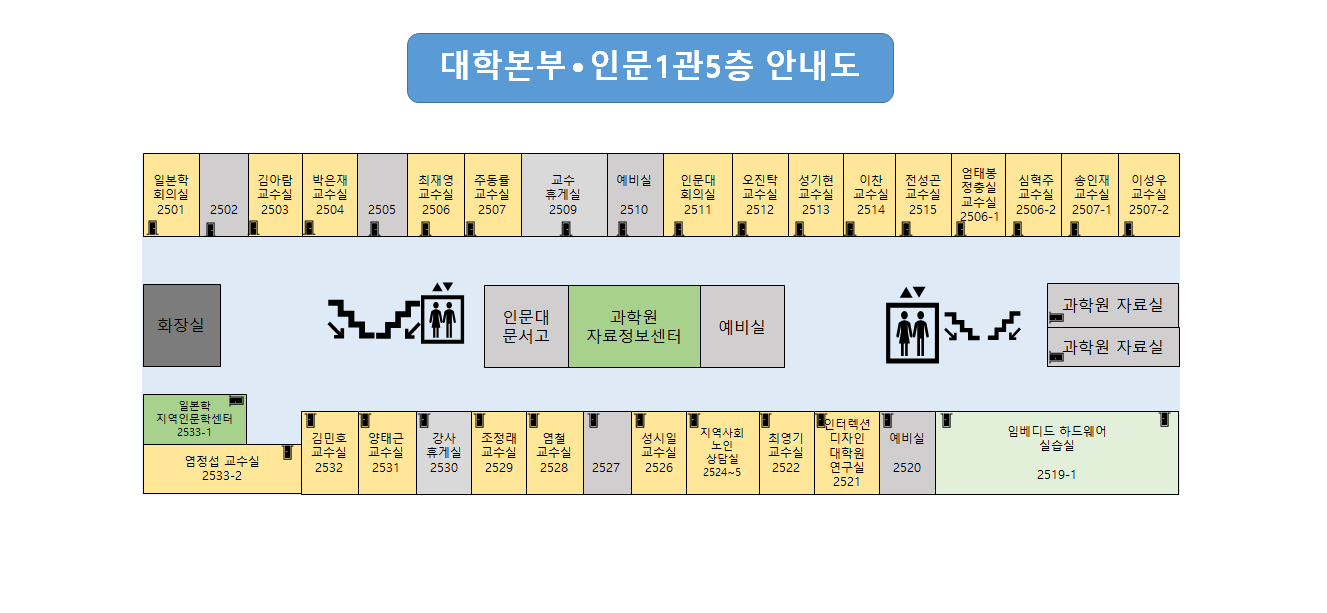 대학본부•인문1관5층 안내도
일본학
회의실
2501
2502
김아람
교수실
2503
박은재
교수실
2504
2505
최재영
교수실
2506
주동률
교수실
2507
교수
휴게실
2509
예비실
2510
인문대
회의실
2511
오진탁
교수실
2512
성기현
교수실
2513
이찬
교수실
2514
전성곤
교수실
2515
엄태봉
정충실
교수실
2506-1
심혁주
교수실
2506-2
송인재
교수실
2507-1
이성우
교수실
2507-2
화장실
인문대
문서고
과학원
자료정보센터
예비실
과학원 자료실
과학원 자료실
일본학
지역인문학센터
2533-1
염정섭 교수실
2533-2
김민호
교수실
2532
양태근
교수실
2531
강사
휴게실
2530
조정래
교수실
2529
염철
교수실
2528
2527
성시일
교수실
2526
지역사회
노인
상담실
2524~5
최영기
교수실
2522
인터렉션
디자인
대학원
연구실
2521
예비실
2520
임베디드 하드웨어
실습실
2519-1